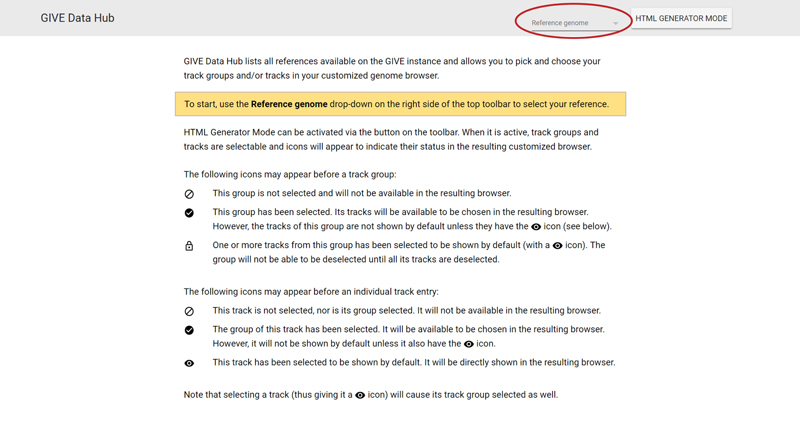 GIVE Data Hub
Reference genome
HTML GENERATOR MODE
GIVE Data Hub lists all references available on the GIVE instance and allows you to pick and choose your
track groups and/or tracks in your customized genome browser.
To start, use the Reference genome drop-down on the right side of the top toolbar to select your reference.
HTML Generator Mode can be activated via the button on the toolbar. When it is active, track groups and
tracks are selectable and icons will appear to indicate their status in the resulting customized browser.
The following icons may appear before a track group:
This group is not selected and will not be available in the resulting browser.
This group has been selected. Its tracks will be available to be chosen in the resulting browser.
However, the tracks of this group are not shown by default unless they have the icon (see below).
One or more tracks from this group has been selected to be shown by default (with a icon). The
group will not be able to be deselected until all its tracks are deselected.
The following icons may appear before an individual track entry:
This track is not selected, nor is its group selected. It will not be available in the resulting browser.
The group of this track has been selected. It will be available to be chosen in the resulting browser.
However, it will not be shown by default unless it also have the icon.
This track has been selected to be shown by default. It will be directly shown in the resulting browser.
Note that selecting a track (thus giving it a icon) will cause its track group selected as well.